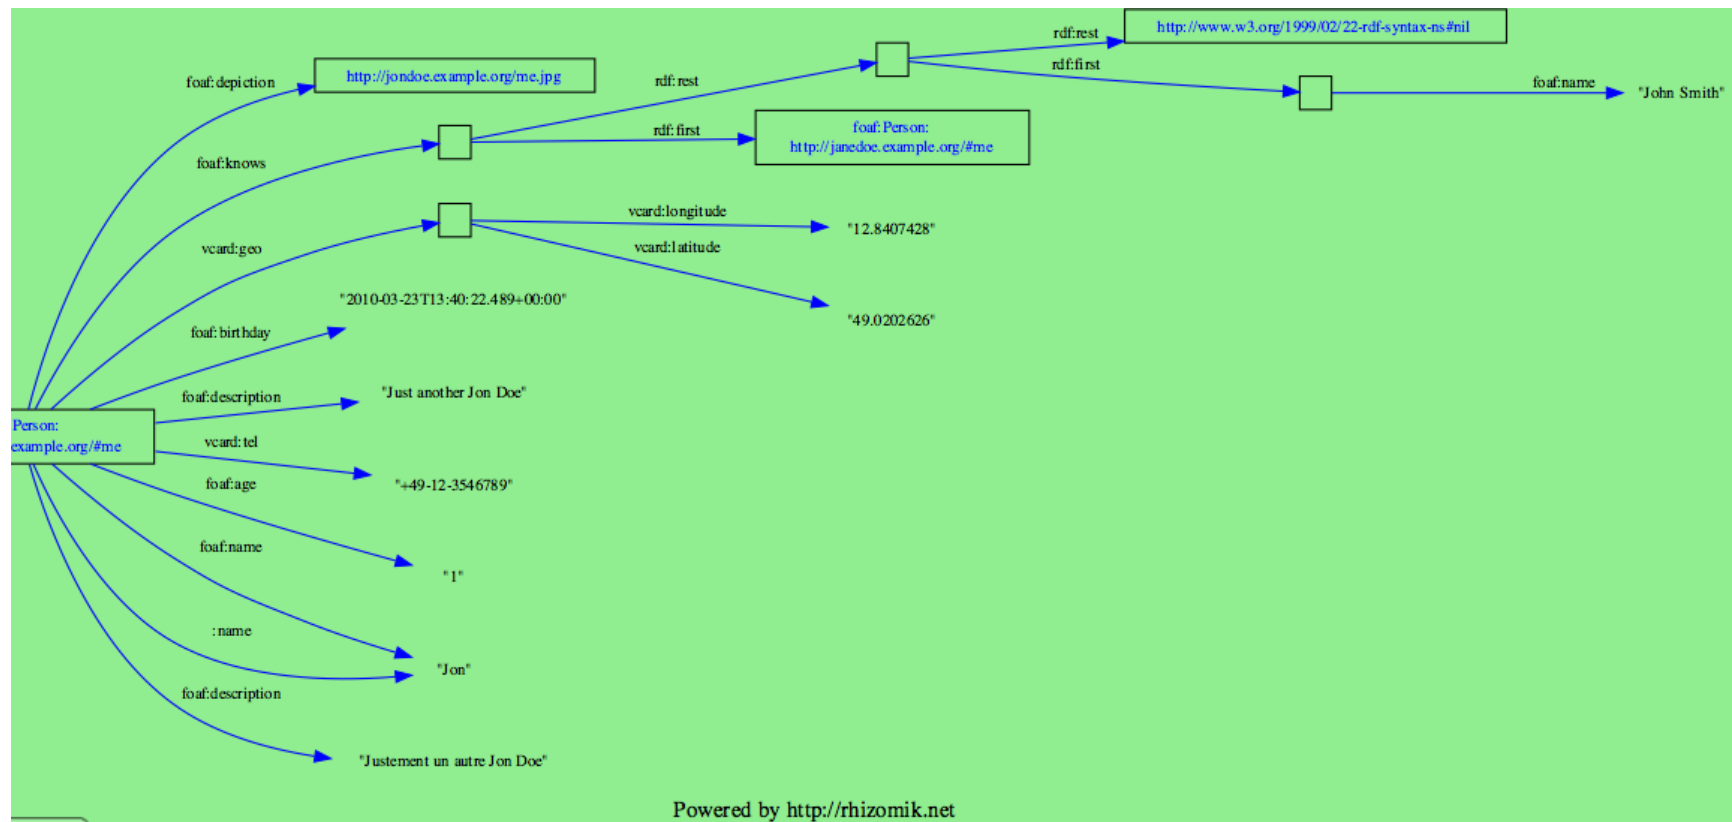 http://www.w3.org/1999/02/22-rdf-syntax-ns#nil
rdf:rest
rdf:first
foaf:depiction
http://jondoe.example.org/me.jpg
rdf:rest
foaf:name
"John Smith"
foaf:knows
rdf:first
foaf:Person:
http://janedoe.example.org/#me
vcard:geo
vcard:longitude
"12.8407428"
vcard:latitude
"49.0202626"
"2010-03-23T13:40:22.489+00:00"
foaf:birthday
foaf:description
"Just another Jon Doe"
Person:
example.org/#me
vcard:tel
"+49-12-3546789"
foaf:age
"1"
foaf:name
:name
"Jon"
foaf:description
"Justement un autre Jon Doe"
Powered by http://rhizomik.net